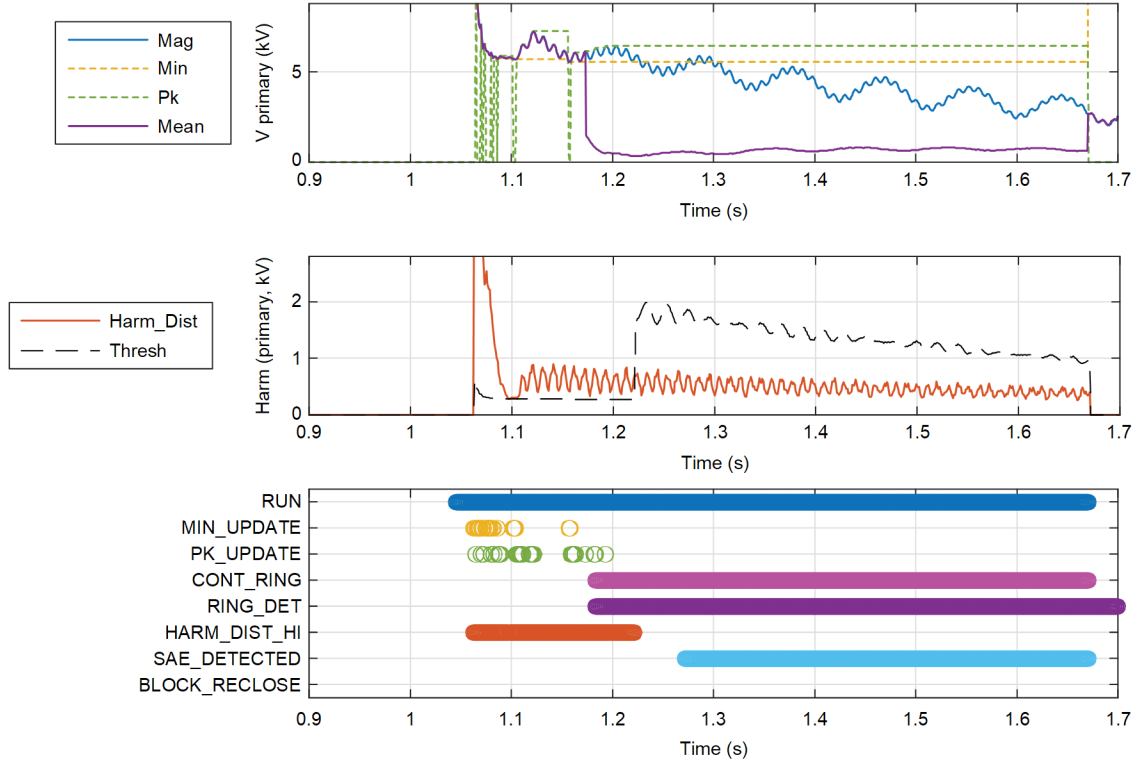 Mag
Min
Pk
Mean
V primary (kV)
5
0
0.9 1 1.1 1.2 1.3 1.4 1.5 1.6 1.7
Time (s)
Harm_Dist
Thresh
Harm (primary, kV)
2
1
0
0.9 1 1.1 1.2 1.3 1.4 1.5 1.6 1.7
Time (s)
RUN
MIN_UPDATE
PK_UPDATE
CONT_RING
RING_DET
HARM_DIST_HI
SAE_DETECTED
BLOCK_RECLOSE
0.9 1 1.1 1.2 1.3 1.4 1.5 1.6 1.7
Time (s)